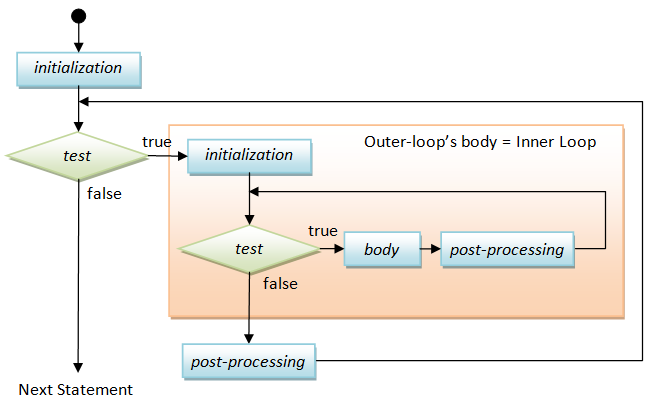 initialization
test
true
false
Outer-loop's body = Inner Loop
initialization
test
true
body
post-processing
false
post-processing
Next Statement